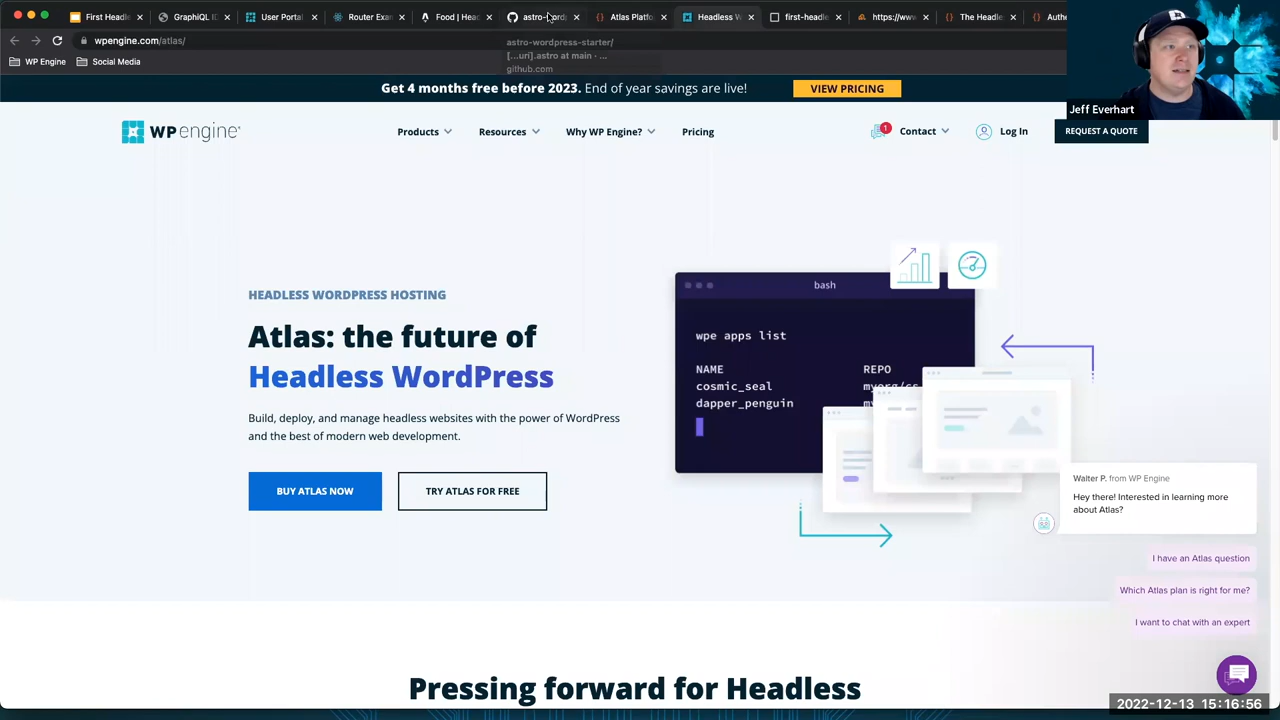 First Headle
GraphiQL ID
User Portal
Router Exa
Food | Head
astro-word
Atlas Platfo
Headless W
first-headle
https://ww
The Headle
Auth
wpengine.com/atlas/
WP Engine
Social Media
astro-wordpress-starter/
[...uri].astro at main · ...
github.com
Get 4 months free before 2023. End of year savings are live!
VIEW PRICING
Jeff Everhart
WPengine
Products
Resources
Why WP Engine?
Pricing
1
Contact
Log In
REQUEST A QUOTE
HEADLESS WORDPRESS HOSTING
Atlas: the future of
Headless WordPress
Build, deploy, and manage headless websites with the power of WordPress
and the best of modern web development.
BUY ATLAS NOW
TRY ATLAS FOR FREE
bash
wpe apps list
NAME
REPO
cosmic_seal
dapper_penguin
Walter P. from WP Engine
Hey there! Interested in learning more
about Atlas?
I have an Atlas question
Which Atlas plan is right for me?
I want to chat with an expert
Pressing forward for Headless
2022-12-13 15:16:56